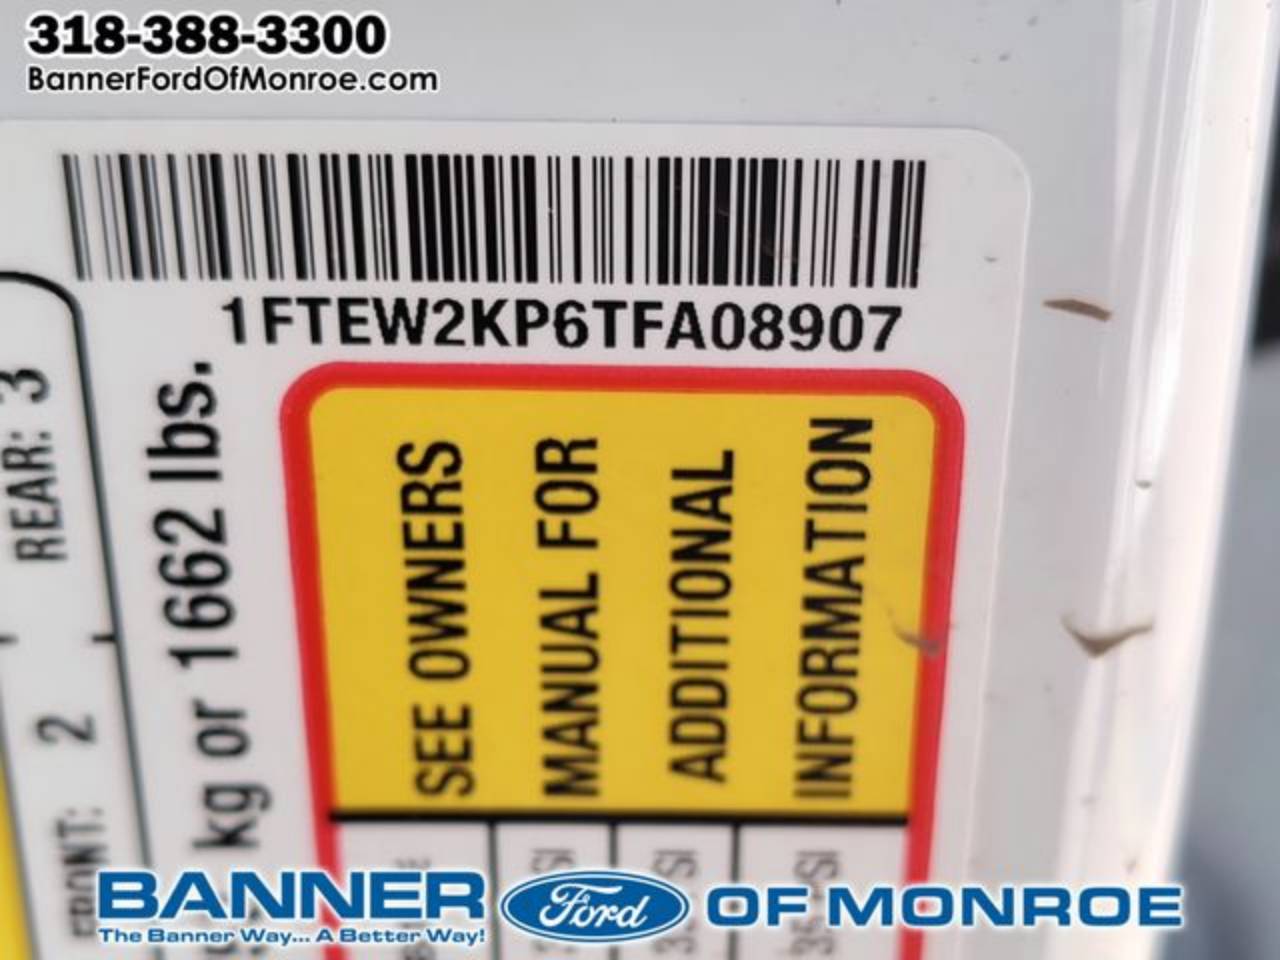 318-388-3300
BannerFordOfMonroe.com
1FTEW2KP6TFA08907
REAR: 3
FRONT: 2
kg or 1662 lbs.
SEE OWNERS
MANUAL FOR
ADDITIONAL
INFORMATION
BANNER Ford OF MONROE
The Banner Way... A Better Way!